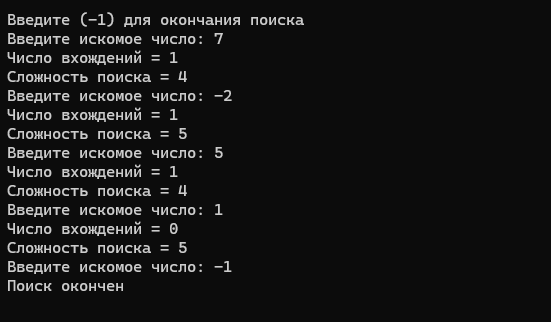 Введите (-1) для окончания поиска
Введите искомое число: 7
Число вхождений = 1
Сложность поиска = 4
Введите искомое число: -2
Число вхождений = 1
Сложность поиска = 5
Введите искомое число: 5
Число вхождений = 1
Сложность поиска = 4
Введите искомое число: 1
Число вхождений = 0
Сложность поиска = 5
Введите искомое число: -1
Поиск окончен